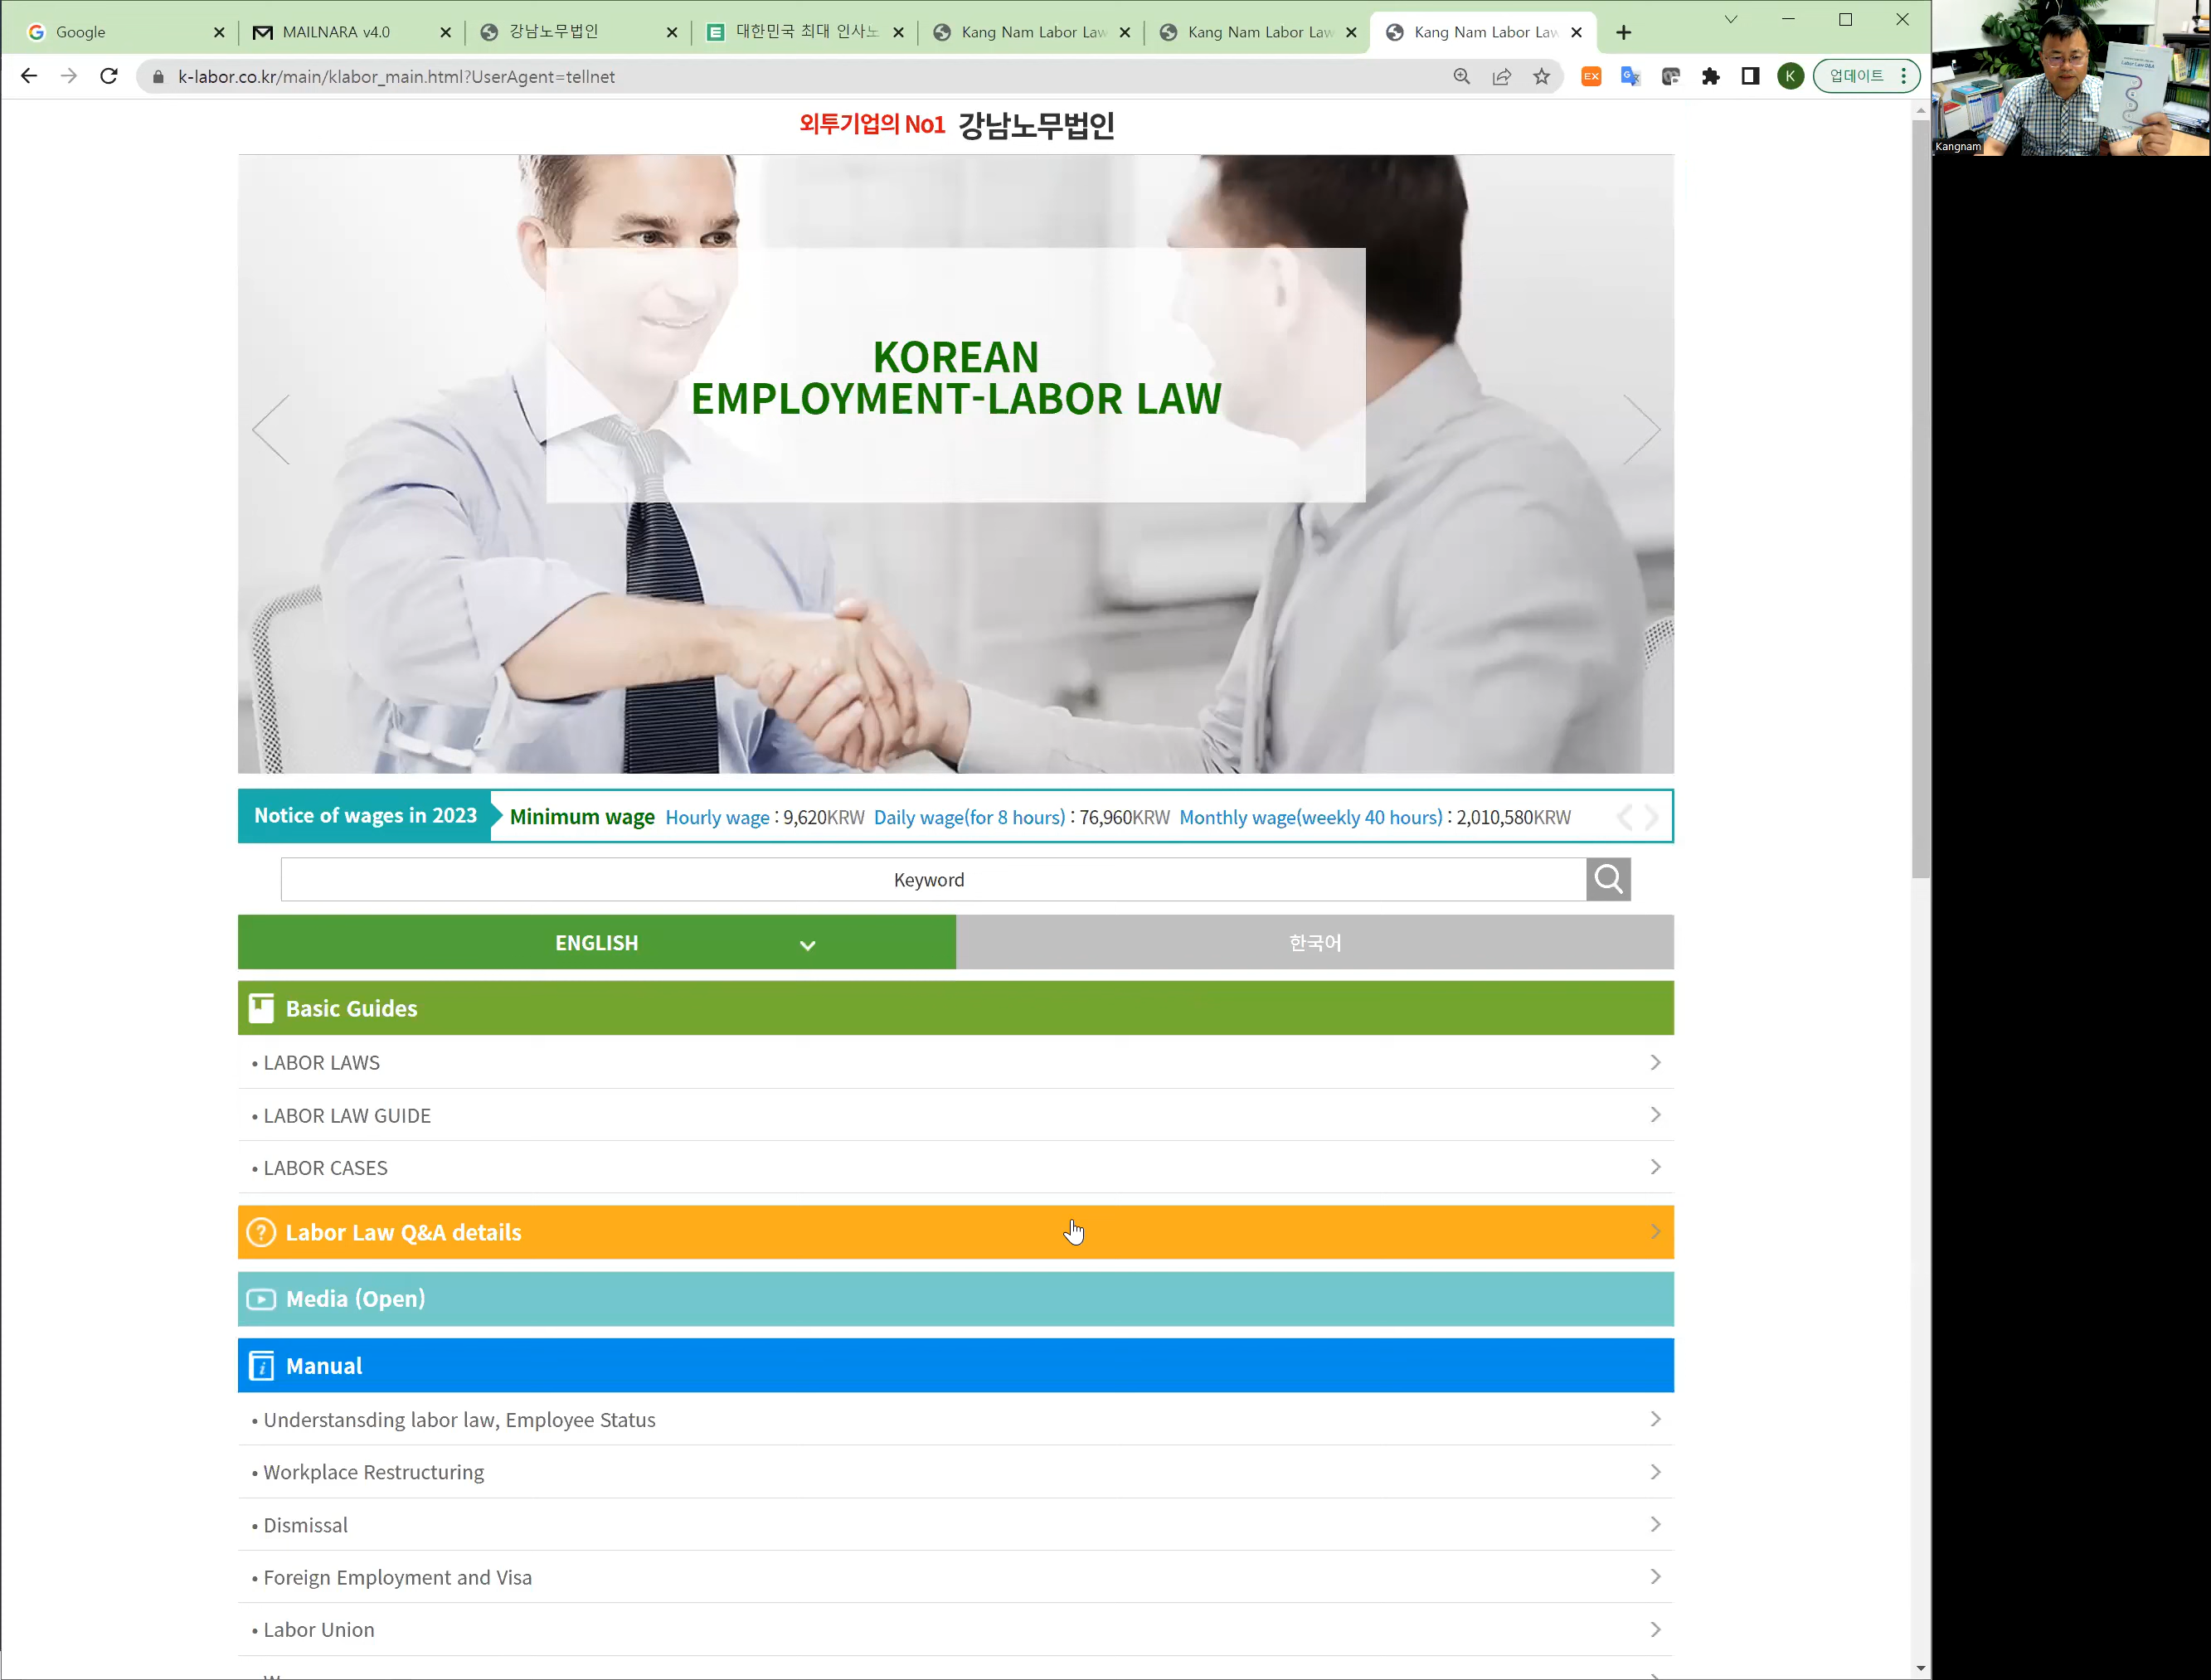 Google
MAILNARA v4.0
강남노무법인
대한민국 최대 인사노
Kang Nam Labor Law
Kang Nam Labor Law
Kang Nam Labor Law
k-labor.co.kr/main/klabor_main.html?UserAgent=tellnet
EX
K
업데이트
Labor Law Q&A
Kangnam
외투기업의 No1 강남노무법인
KOREAN
EMPLOYMENT-LABOR LAW
Notice of wages in 2023 Minimum wage Hourly wage : 9,620KRW Daily wage(for 8 hours) : 76,960KRW Monthly wage(weekly 40 hours) : 2,010,580KRW
Keyword
ENGLISH
한국어
Basic Guides
• LABOR LAWS
• LABOR LAW GUIDE
• LABOR CASES
Labor Law Q&A details
Media (Open)
Manual
• Understansding labor law, Employee Status
• Workplace Restructuring
• Dismissal
• Foreign Employment and Visa
• Labor Union